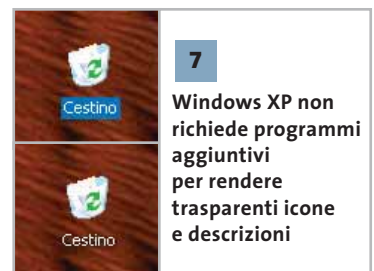 Cestino
Cestino
7
Windows XP non
richiede programmi
aggiuntivi
per rendere
trasparenti icone
e descrizioni